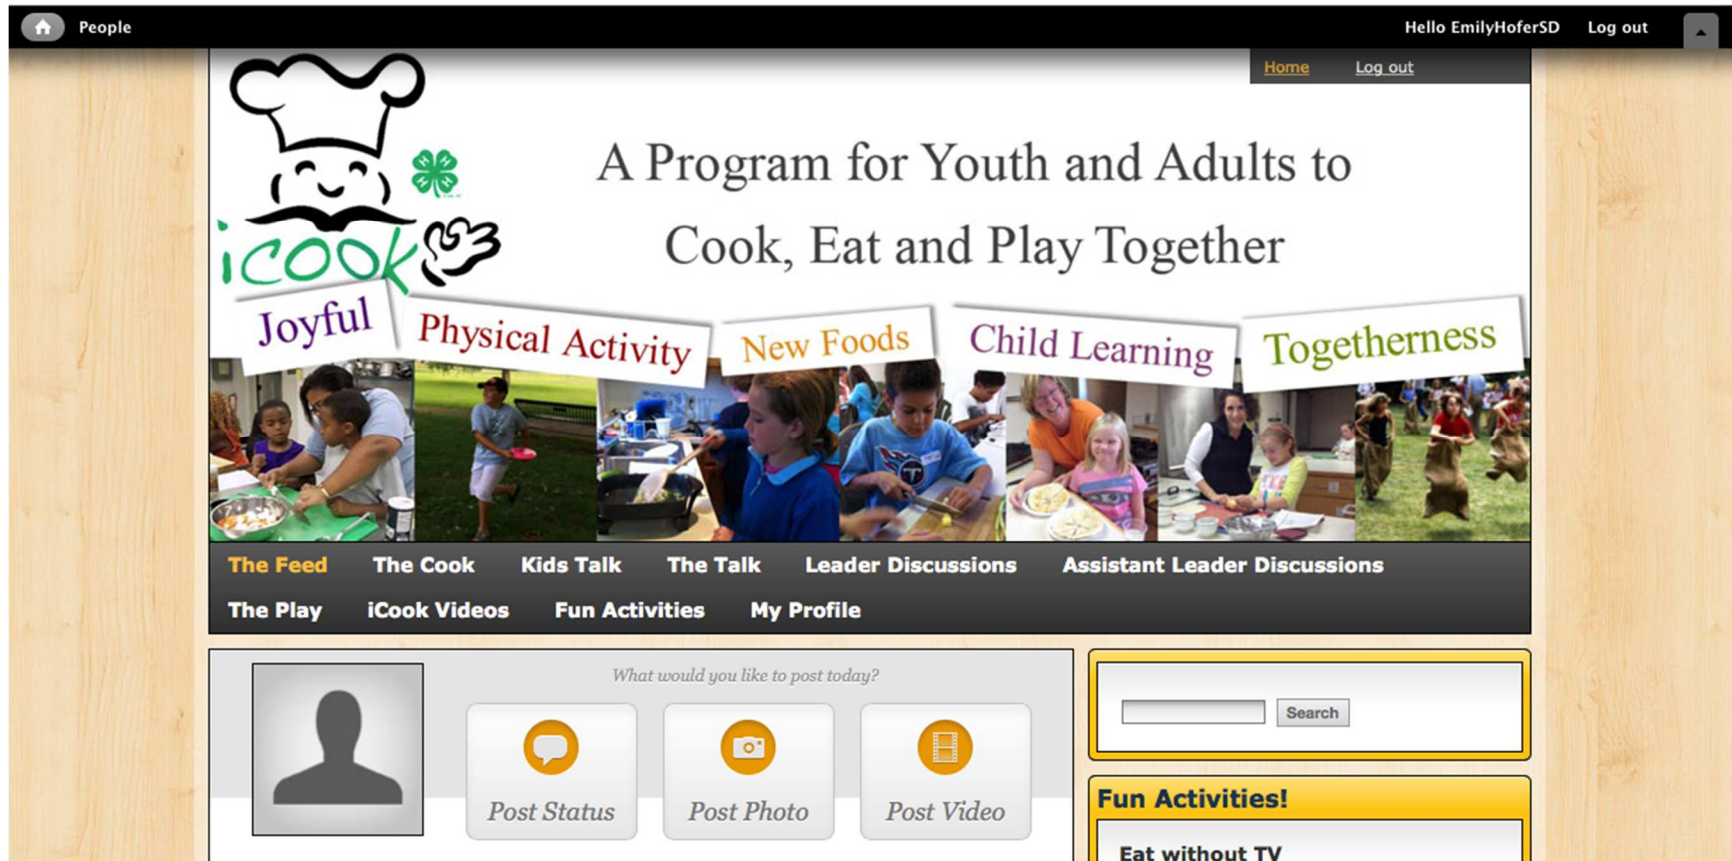 People
Hello EmilyHoferSD Log out
Home Log out
A Program for Youth and Adults to
Cook, Eat and Play Together
icook
Joyful
Physical Activity
New Foods
Child Learning
Togetherness
The Feed The Cook Kids Talk The Talk Leader Discussions Assistant Leader Discussions
The Play iCook Videos Fun Activities My Profile
What would you like to post today?
Post Status Post Photo Post Video
Search
Fun Activities!
Eat without TV